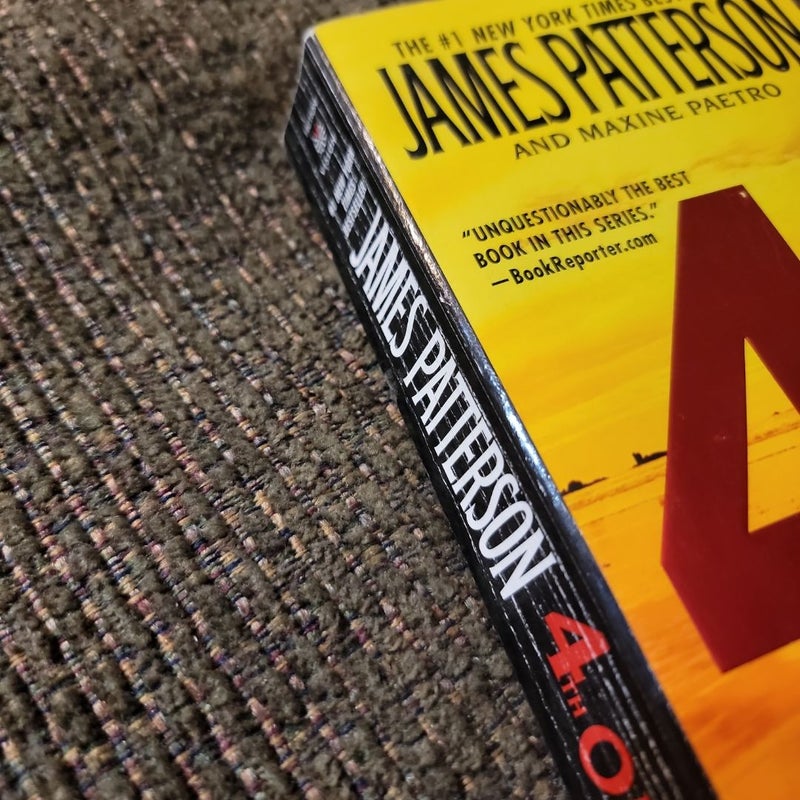 THE #1 NEW YORK TIMES
JAMES PATTERSON
AND MAXINE PAETRO
"UNQUESTIONABLY THE BEST
BOOK IN THIS SERIES."
—BookReporter.com
4
JAMES PATTERSON
4TH